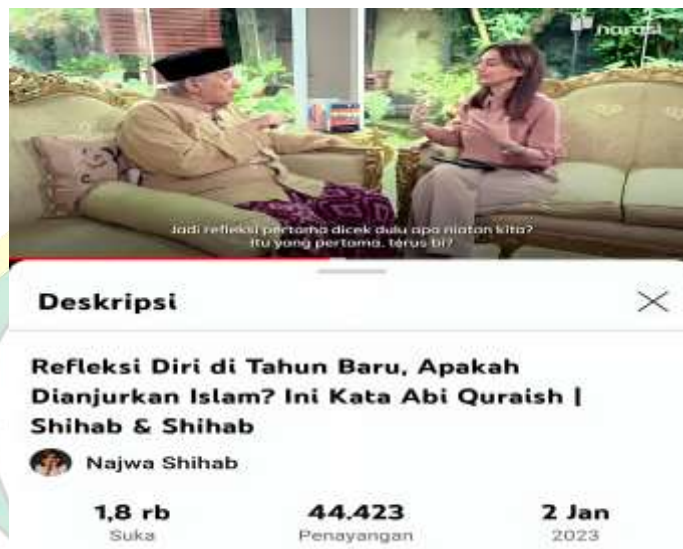 narasi
Jadi refleksi pertama dicek dulu apa niatan kita?
Itu yang pertama. terus bi?
Deskripsi
Refleksi Diri di Tahun Baru, Apakah
Dianjurkan Islam? Ini Kata Abi Quraish |
Shihab & Shihab
Najwa Shihab
1,8 rb 44.423 2 Jan
Suka Penayangan 2023